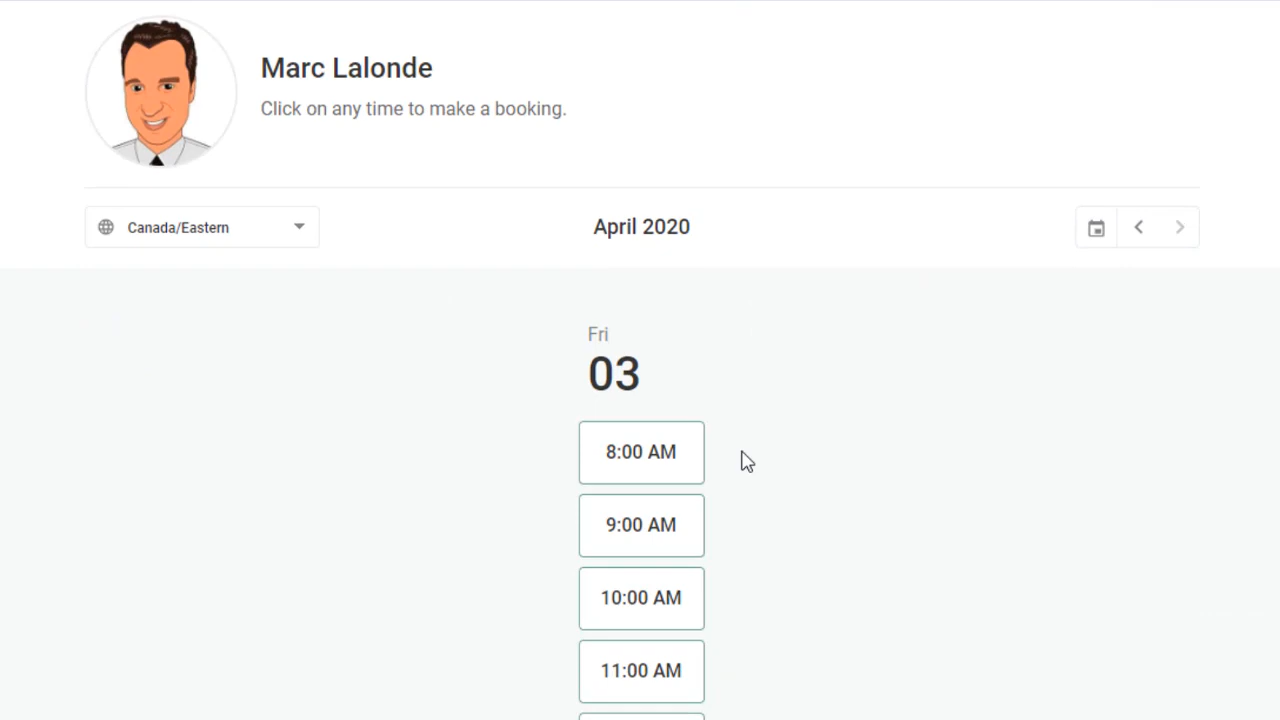 Marc Lalonde
Click on any time to make a booking.
Canada/Eastern
April 2020
Fri
03
8:00 AM
9:00 AM
10:00 AM
11:00 AM